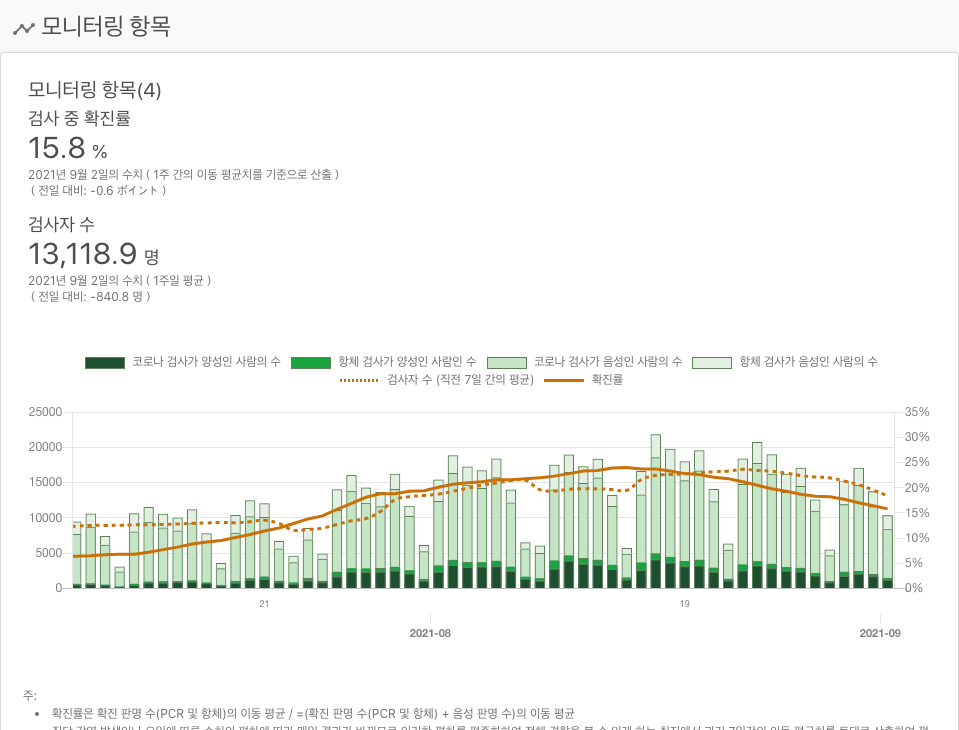 모니터링 항목
모니터링 항목(4)
검사 중 확진률
15.8 %
2021년 9월 2일의 수치 ( 1주 간의 이동 평균치를 기준으로 산출 )
( 전일 대비: -0.6 ポイント )
검사자 수
13,118.9 명
2021년 9월 2일의 수치 ( 1주일 평균 )
( 전일 대비: -840.8 명 )
코로나 검사가 양성인 사람의 수 항체 검사가 양성인 사람인 수 코로나 검사가 음성인 사람의 수 항체 검사가 음성인 사람의 수
검사자 수 (직전 7일 간의 평균) 확진률
25000 35%
30%
20000
25%
15000
20%
10000 15%
10%
5000
5%
0 0%
21 19
2021-08 2021-09
주:
• 확진률은 확진 판명 수(PCR 및 항체)의 이동 평균 / =(확진 판명 수(PCR 및 항체) + 음성 판명 수)의 이동 평균